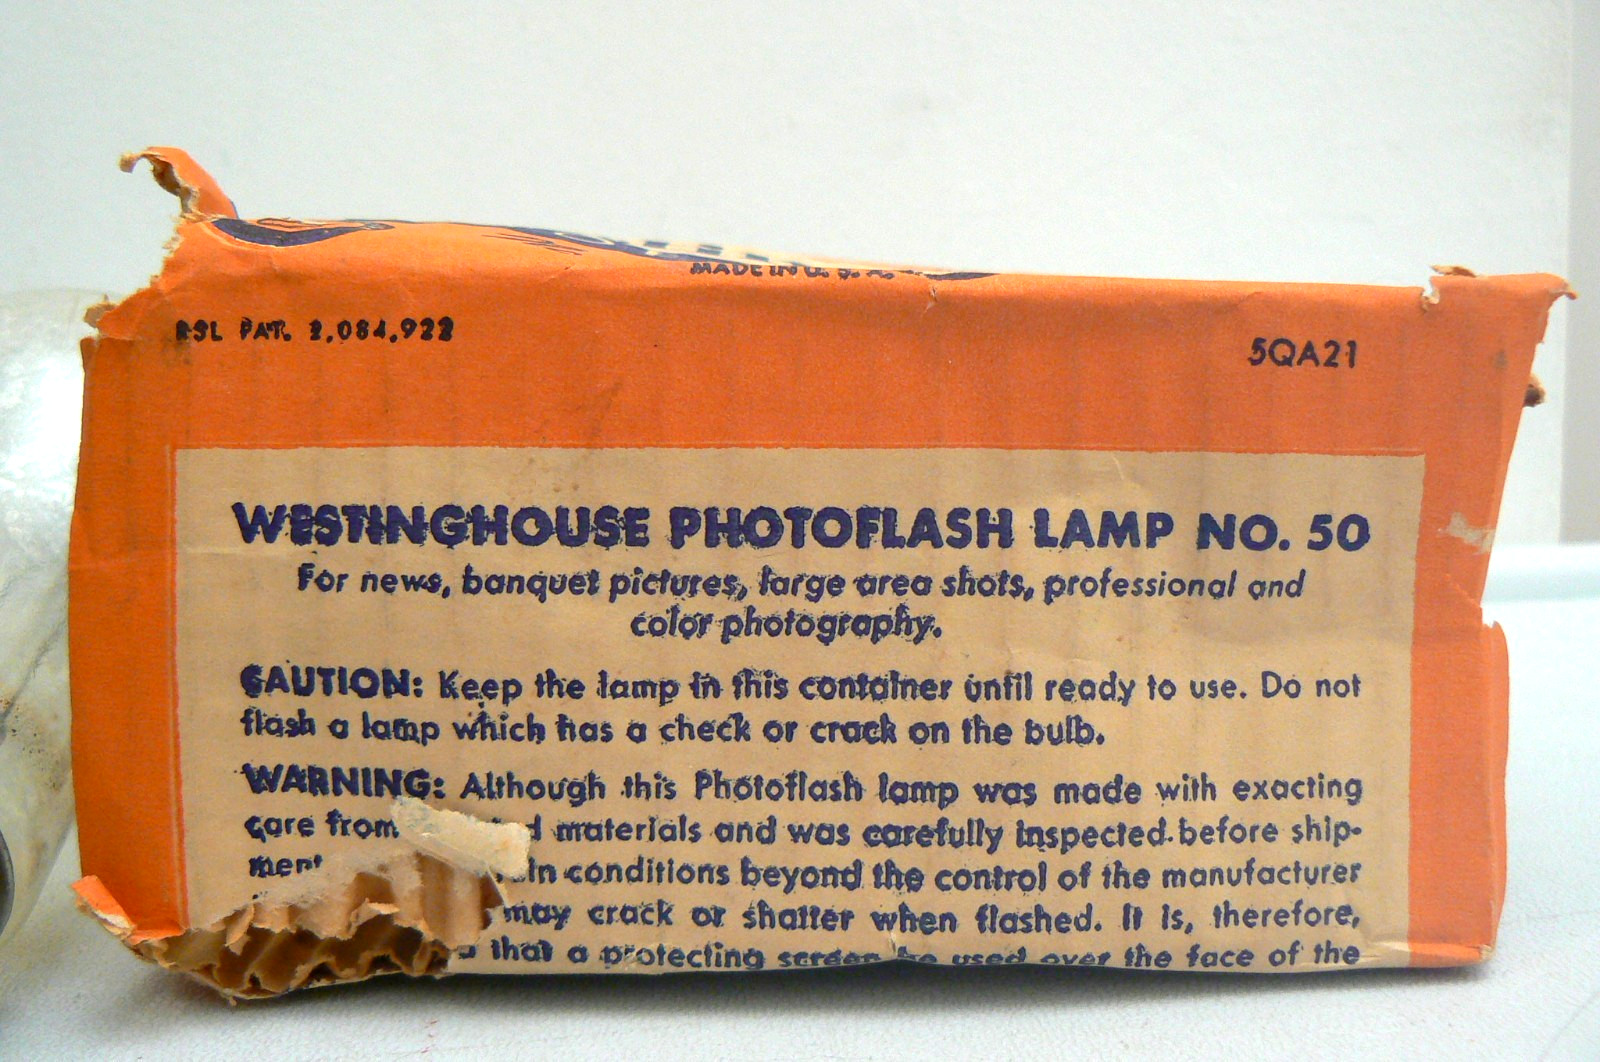 MADE IN U. S. A.
RSL PAT. 2,084,922
5QA21
WESTINGHOUSE PHOTOFLASH LAMP NO. 50
For news, banquet pictures, large area shots, professional and
color photography.
CAUTION: Keep the lamp in this container until ready to use. Do not
flash a lamp which has a check or crack on the bulb.
WARNING: Although this Photoflash lamp was made with exacting
care from materials and was carefully inspected before ship-
ment conditions beyond the control of the manufacturer
may crack or shatter when flashed. It is, therefore,
that a protecting screen be used over the face of the